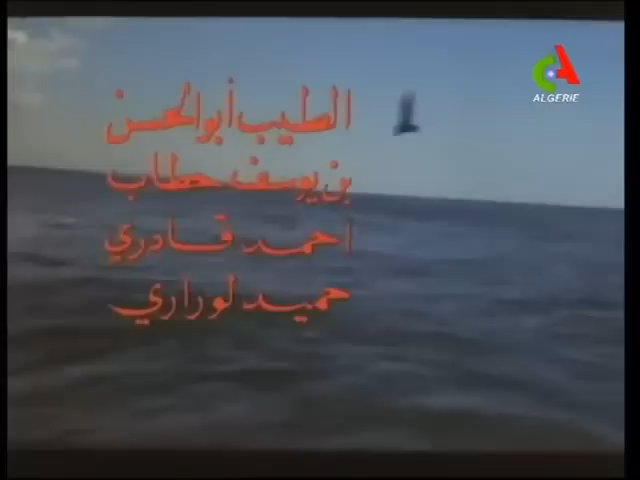 الطيب أبو الحسن
بن يوسف حطاب
احمد قادري
حميد لوراري
ALGERIE